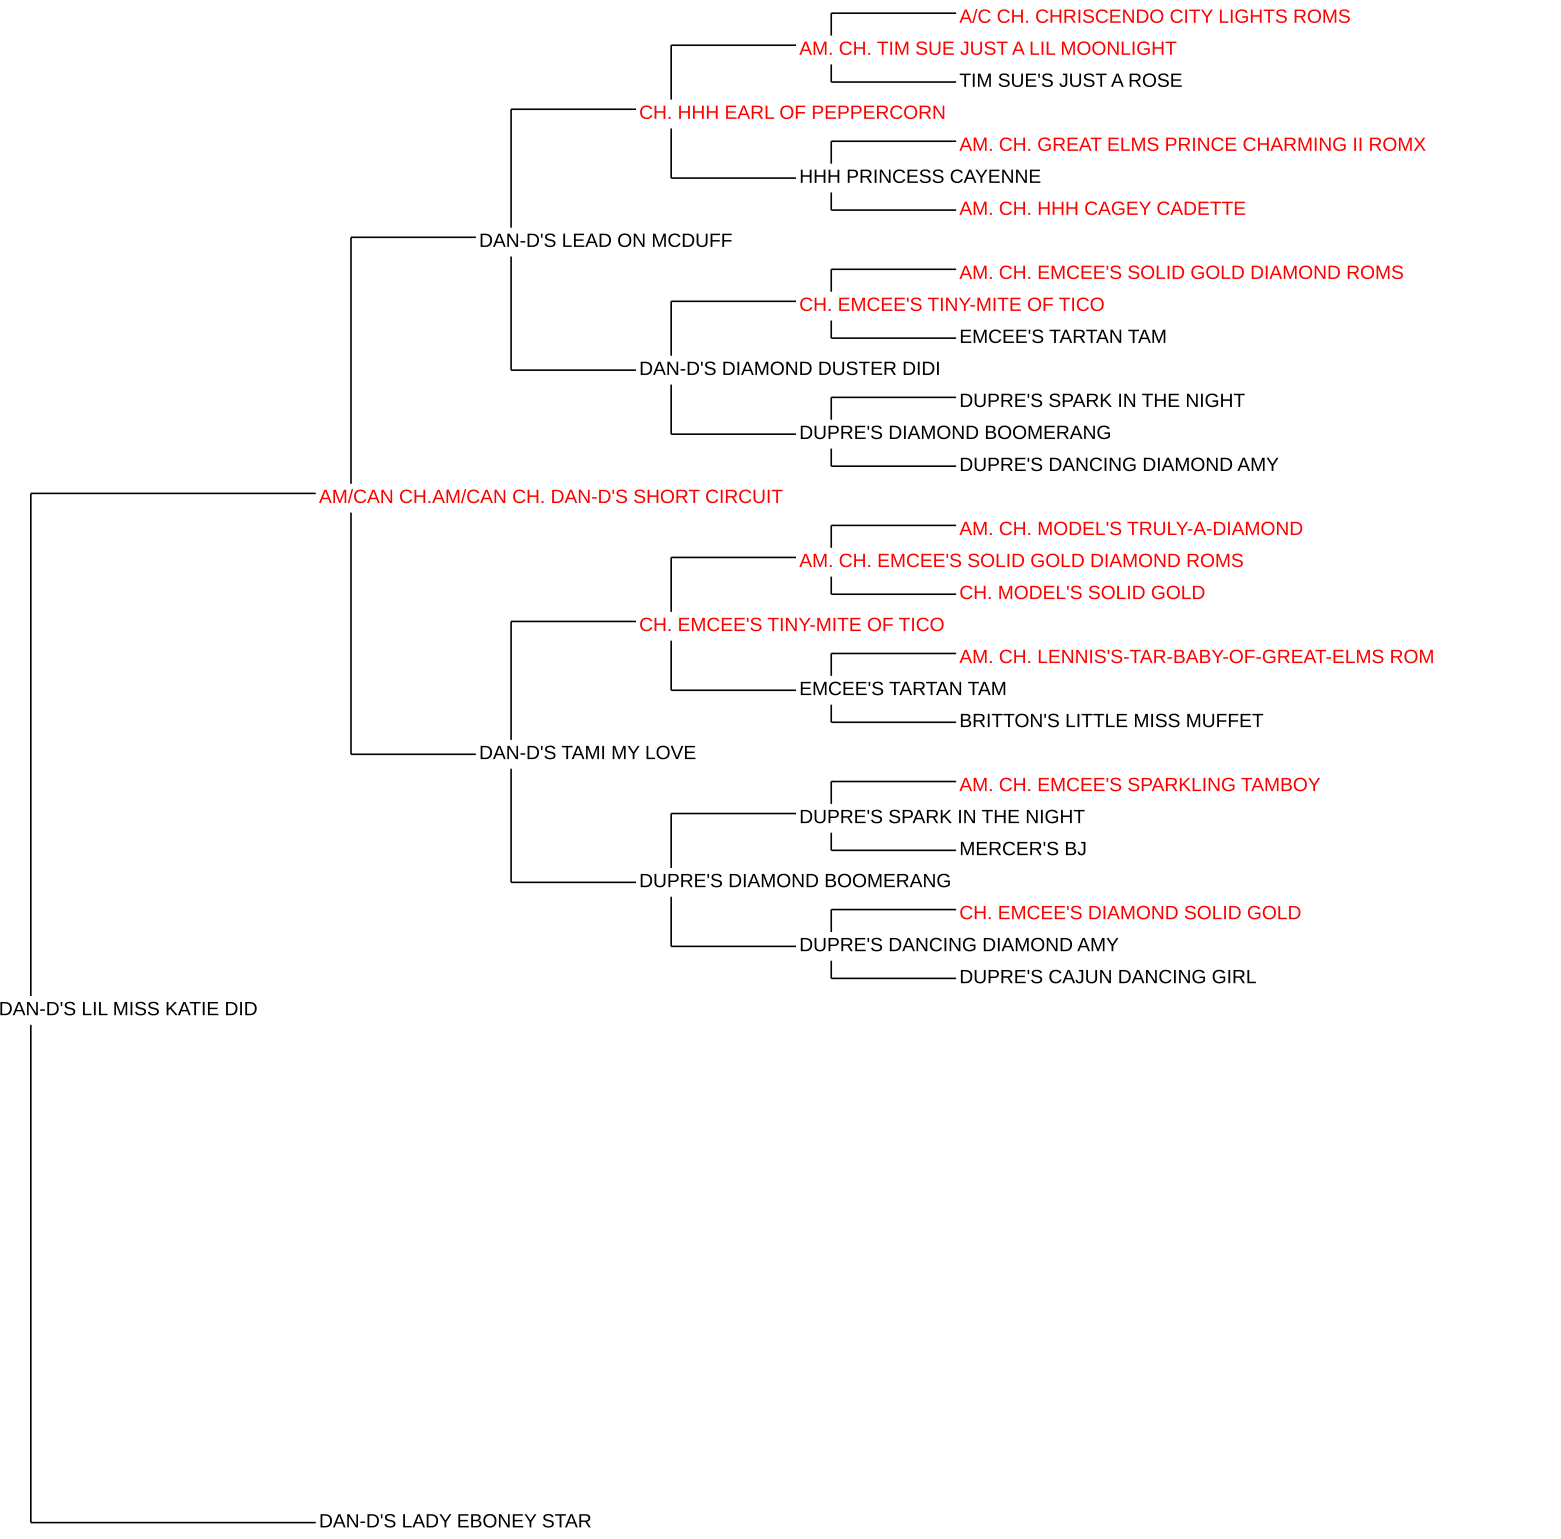 A/C CH. CHRISCENDO CITY LIGHTS ROMS
AM. CH. TIM SUE JUST A LIL MOONLIGHT
TIM SUE'S JUST A ROSE
CH. HHH EARL OF PEPPERCORN
AM. CH. GREAT ELMS PRINCE CHARMING II ROMX
HHH PRINCESS CAYENNE
AM. CH. HHH CAGEY CADETTE
DAN-D'S LEAD ON MCDUFF
AM. CH. EMCEE'S SOLID GOLD DIAMOND ROMS
CH. EMCEE'S TINY-MITE OF TICO
EMCEE'S TARTAN TAM
DAN-D'S DIAMOND DUSTER DIDI
DUPRE'S SPARK IN THE NIGHT
DUPRE'S DIAMOND BOOMERANG
DUPRE'S DANCING DIAMOND AMY
AM/CAN CH.AM/CAN CH. DAN-D'S SHORT CIRCUIT
AM. CH. MODEL'S TRULY-A-DIAMOND
AM. CH. EMCEE'S SOLID GOLD DIAMOND ROMS
CH. MODEL'S SOLID GOLD
CH. EMCEE'S TINY-MITE OF TICO
AM. CH. LENNIS'S-TAR-BABY-OF-GREAT-ELMS ROM
EMCEE'S TARTAN TAM
BRITTON'S LITTLE MISS MUFFET
DAN-D'S TAMI MY LOVE
AM. CH. EMCEE'S SPARKLING TAMBOY
DUPRE'S SPARK IN THE NIGHT
MERCER'S BJ
DUPRE'S DIAMOND BOOMERANG
CH. EMCEE'S DIAMOND SOLID GOLD
DUPRE'S DANCING DIAMOND AMY
DUPRE'S CAJUN DANCING GIRL
DAN-D'S LIL MISS KATIE DID
DAN-D'S LADY EBONEY STAR